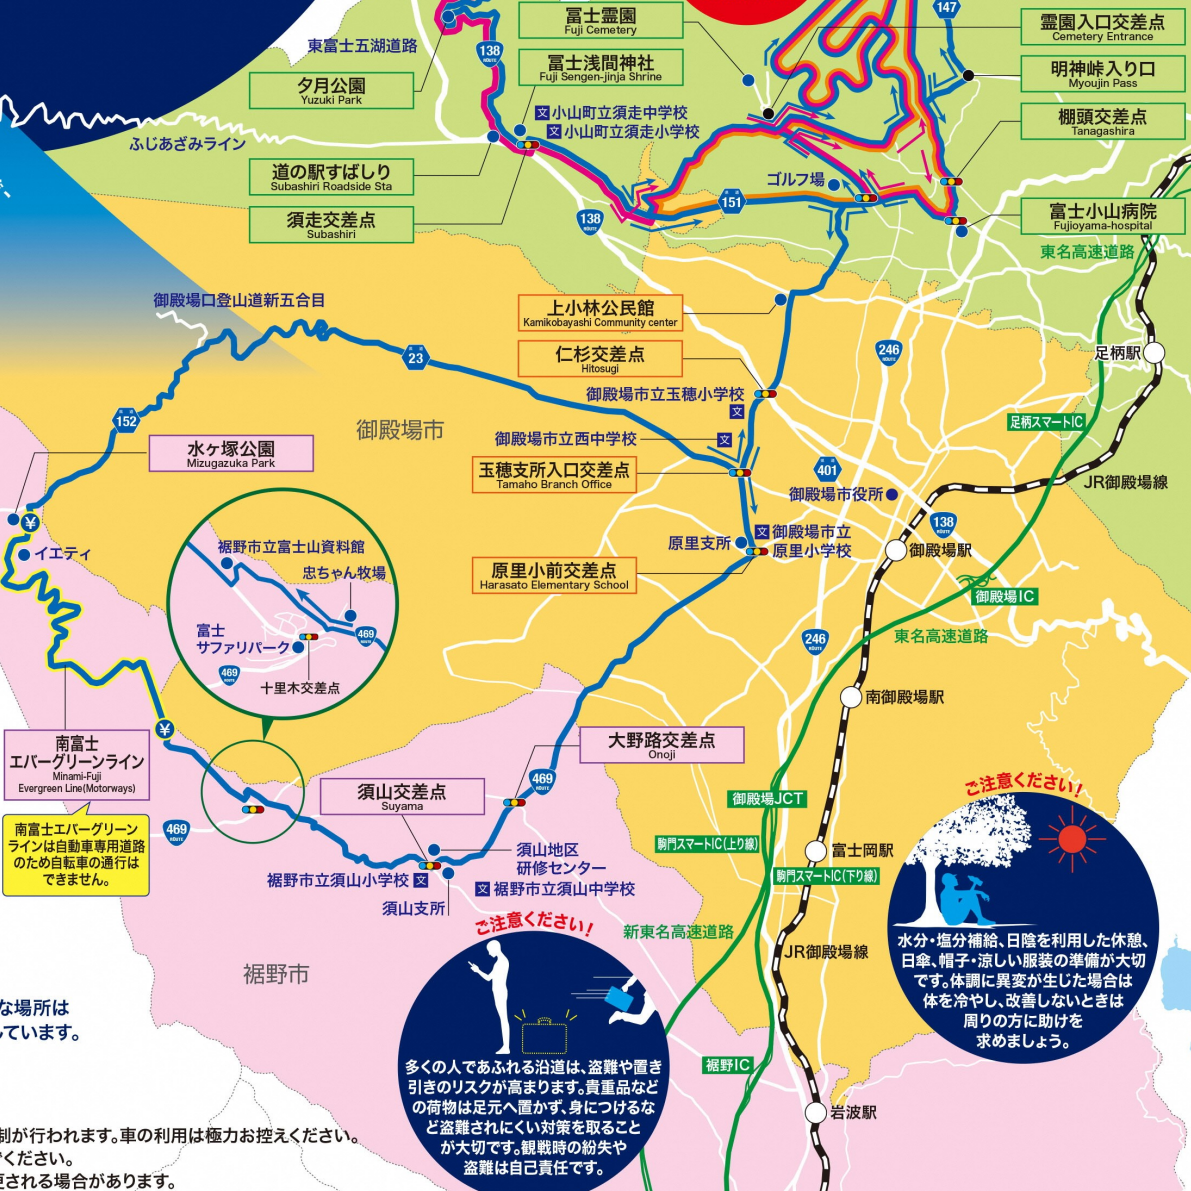 東富士五湖道路
138
ROUTE
冨士霊園
Fuji Cemetery
147
霊園入口交差点
Cemetery Entrance
夕月公園
Yuzuki Park
冨士浅間神社
Fuji Sengen-jinja Shrine
明神峠入り口
Myoujin Pass
小山町立須走中学校
小山町立須走小学校
棚頭交差点
Tanagashira
ふじあざみライン
道の駅すばしり
Subashiri Roadside Sta
ゴルフ場
須走交差点
Subashiri
138
ROUTE
151
富士小山病院
Fujioyama-hospital
東名高速道路
御殿場口登山道新五合目
上小林公民館
Kamikobayashi Community center
23
仁杉交差点
Hitosugi
246
ROUTE
足柄駅
御殿場市立玉穂小学校
文
152
御殿場市
足柄スマートIC
水ヶ塚公園
Mizugazuka Park
御殿場市立西中学校
文
玉穂支所入口交差点
Tamaho Branch Office
401
御殿場市役所
JR御殿場線
¥
イエティ
138
ROUTE
原里支所
文
御殿場市立
原里小学校
御殿場駅
裾野市立富士山資料館
忠ちゃん牧場
原里小前交差点
Harasato Elementary School
御殿場IC
富士
サファリパーク
469
469
ROUTE
十里木交差点
246
ROUTE
東名高速道路
南御殿場駅
¥
南富士
エバーグリーンライン
Minami-Fuji
Evergreen Line(Motorways)
大野路交差点
Onoji
469
ROUTE
須山交差点
Suyama
御殿場JCT
ご注意ください!
南富士エバーグリーン
ラインは自動車専用道路
のため自転車の通行は
できません。
469
ROUTE
駒門スマートIC(上り線)
富士岡駅
須山地区
研修センター
裾野市立須山小学校
文
文
裾野市立須山中学校
駒門スマートIC(下り線)
須山支所
ご注意ください!
新東名高速道路
JR御殿場線
裾野市
水分・塩分補給、日陰を利用した休憩、
日傘、帽子・涼しい服装の準備が大切
です。体調に異変が生じた場合は
体を冷やし、改善しないときは
周りの方に助けを
求めましょう。
な場所は
ています。
多くの人であふれる沿道は、盗難や置き
引きのリスクが高まります。貴重品など
の荷物は足元へ置かず、身につけるな
ど盗難されにくい対策を取ること
が大切です。観戦時の紛失や
盗難は自己責任です。
裾野IC
岩波駅
制が行われます。車の利用は極力お控えください。
ください。
更される場合があります。